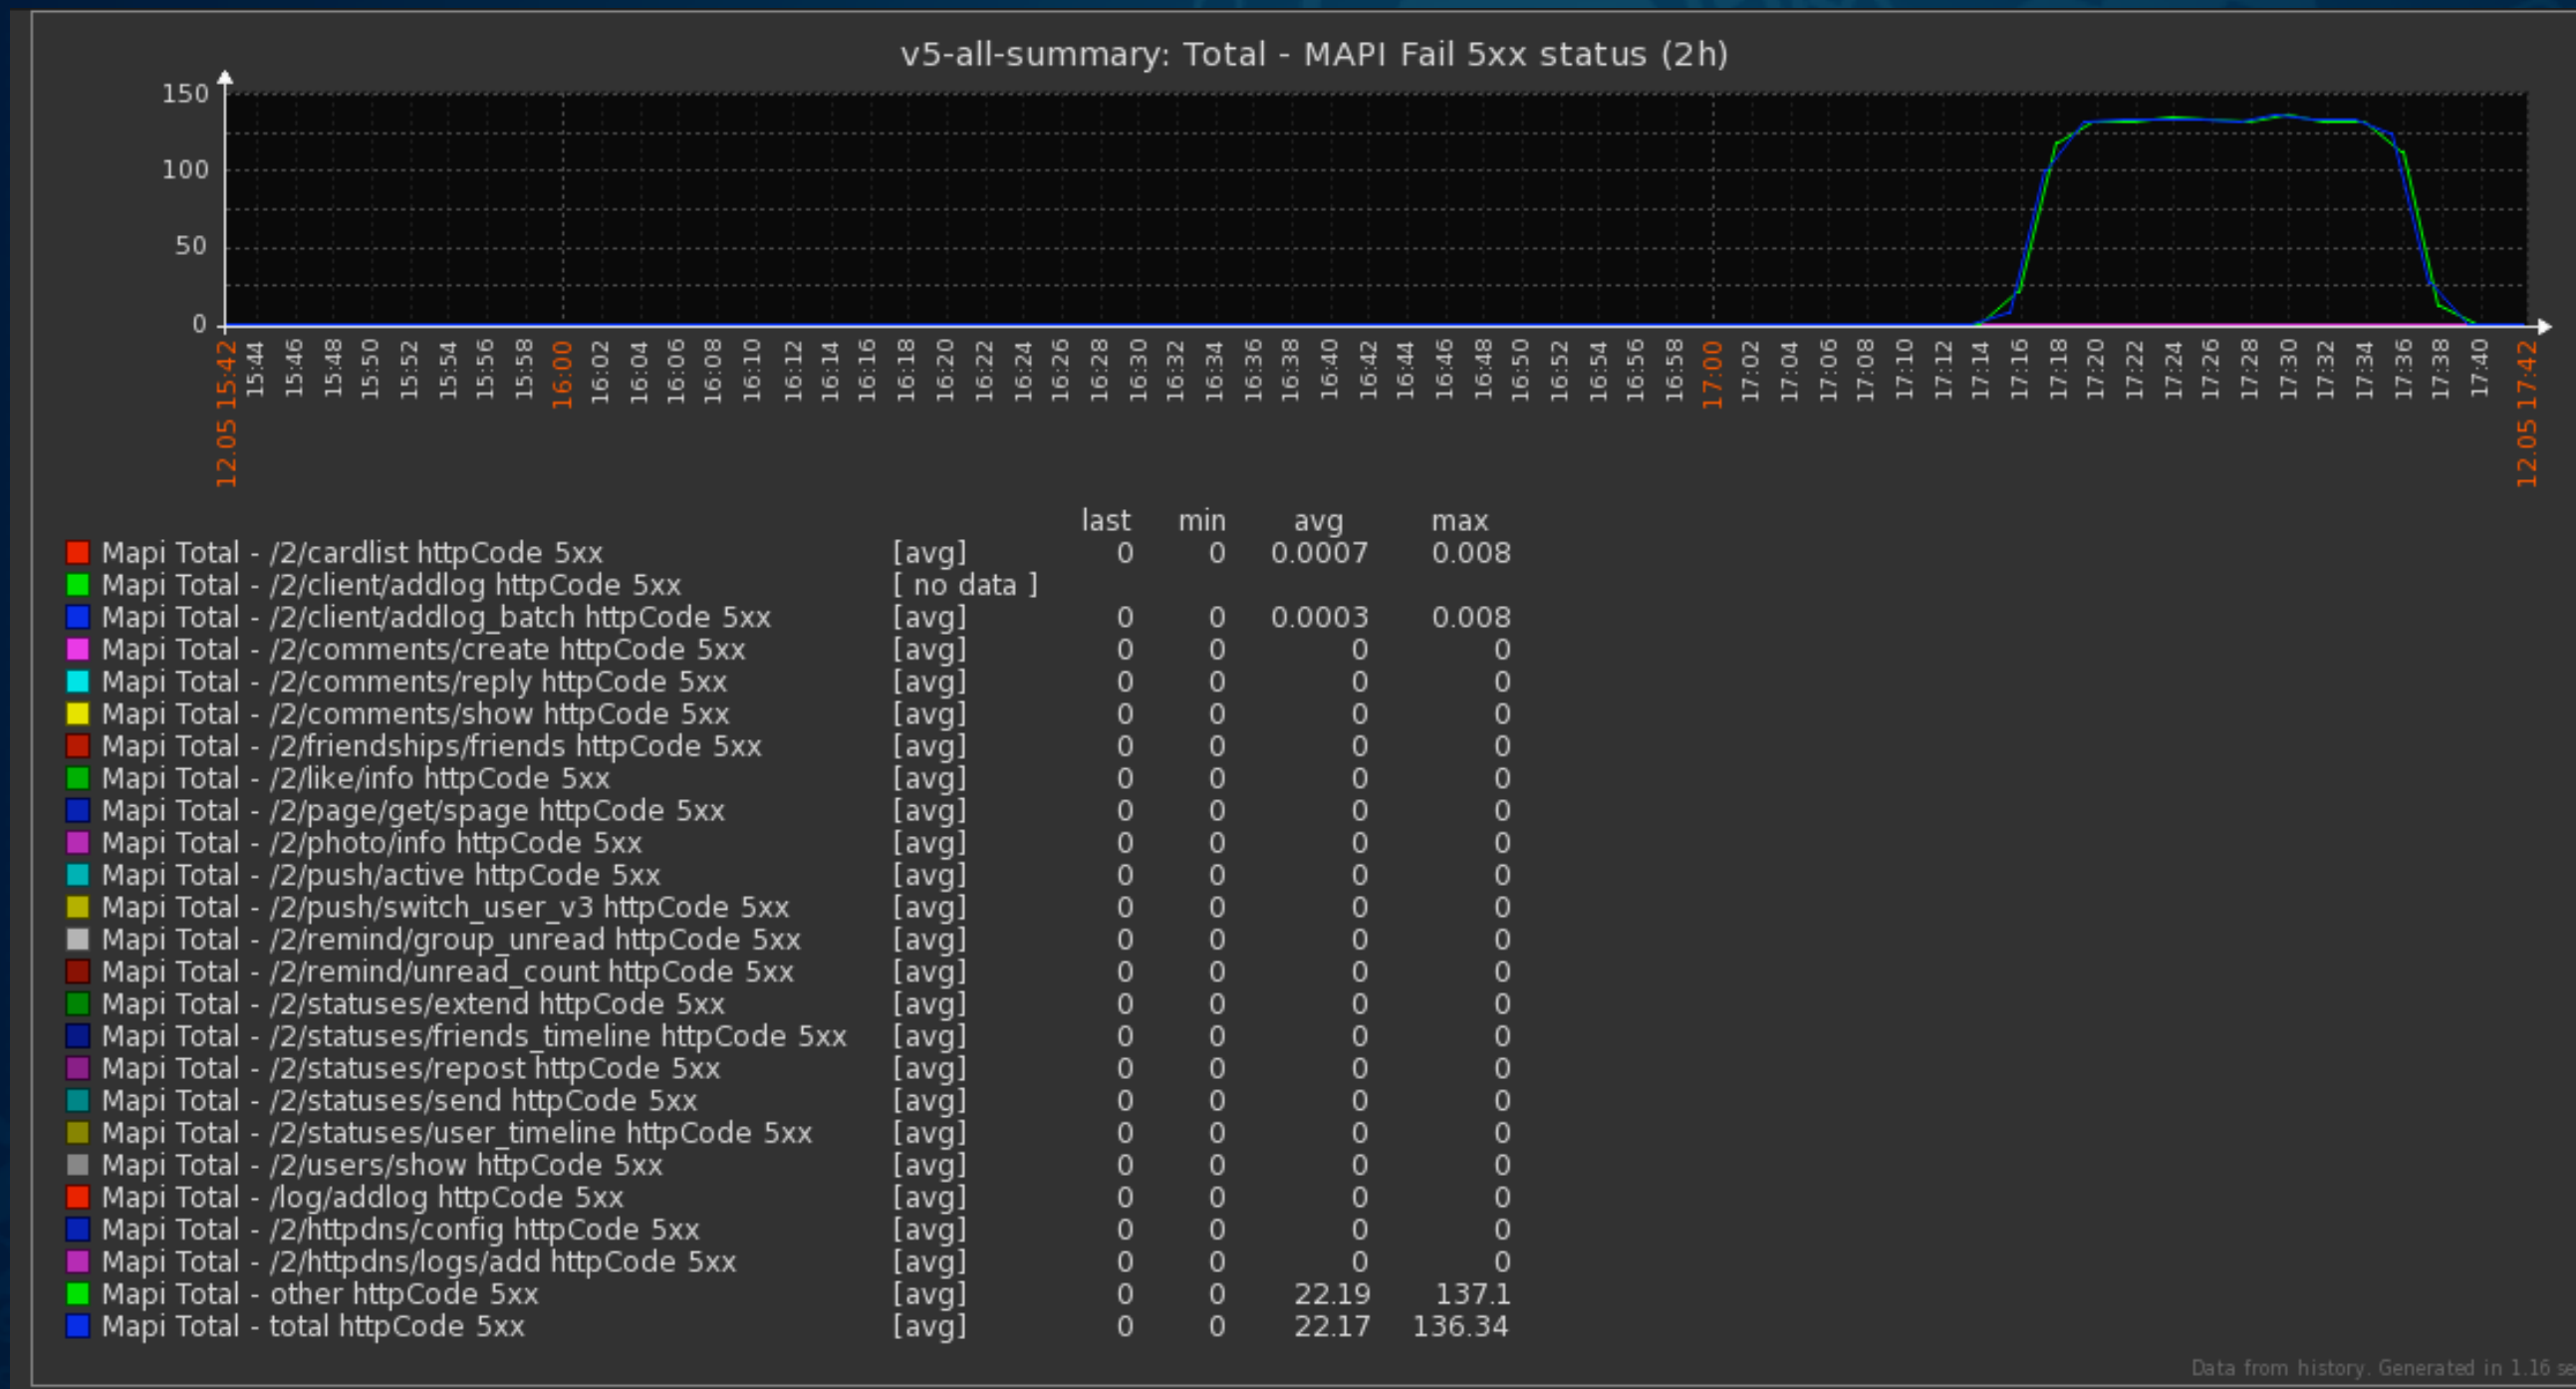 v5-all-summary: Total - MAPI Fail 5xx status (2h)
150
100
50
0
12.05 15:42 15:44 15:46 15:48 15:50 15:52 15:54 15:56 15:58 16:00 16:02 16:04 16:06 16:08 16:10 16:12 16:14 16:16 16:18 16:20 16:22 16:24 16:26 16:28 16:30 16:32 16:34 16:36 16:38 16:40 16:42 16:44 16:46 16:48 16:50 16:52 16:54 16:56 16:58 17:00 17:02 17:04 17:06 17:08 17:10 17:12 17:14 17:16 17:18 17:20 17:22 17:24 17:26 17:28 17:30 17:32 17:34 17:36 17:38 17:40 12.05 17:42
last min avg max
Mapi Total - /2/cardlist httpCode 5xx [avg] 0 0 0.0007 0.008
Mapi Total - /2/client/addlog httpCode 5xx [ no data ]
Mapi Total - /2/client/addlog_batch httpCode 5xx [avg] 0 0 0.0003 0.008
Mapi Total - /2/comments/create httpCode 5xx [avg] 0 0 0 0
Mapi Total - /2/comments/reply httpCode 5xx [avg] 0 0 0 0
Mapi Total - /2/comments/show httpCode 5xx [avg] 0 0 0 0
Mapi Total - /2/friendships/friends httpCode 5xx [avg] 0 0 0 0
Mapi Total - /2/like/info httpCode 5xx [avg] 0 0 0 0
Mapi Total - /2/page/get/spage httpCode 5xx [avg] 0 0 0 0
Mapi Total - /2/photo/info httpCode 5xx [avg] 0 0 0 0
Mapi Total - /2/push/active httpCode 5xx [avg] 0 0 0 0
Mapi Total - /2/push/switch_user_v3 httpCode 5xx [avg] 0 0 0 0
Mapi Total - /2/remind/group_unread httpCode 5xx [avg] 0 0 0 0
Mapi Total - /2/remind/unread_count httpCode 5xx [avg] 0 0 0 0
Mapi Total - /2/statuses/extend httpCode 5xx [avg] 0 0 0 0
Mapi Total - /2/statuses/friends_timeline httpCode 5xx [avg] 0 0 0 0
Mapi Total - /2/statuses/repost httpCode 5xx [avg] 0 0 0 0
Mapi Total - /2/statuses/send httpCode 5xx [avg] 0 0 0 0
Mapi Total - /2/statuses/user_timeline httpCode 5xx [avg] 0 0 0 0
Mapi Total - /2/users/show httpCode 5xx [avg] 0 0 0 0
Mapi Total - /log/addlog httpCode 5xx [avg] 0 0 0 0
Mapi Total - /2/httpdns/config httpCode 5xx [avg] 0 0 0 0
Mapi Total - /2/httpdns/logs/add httpCode 5xx [avg] 0 0 0 0
Mapi Total - other httpCode 5xx [avg] 0 0 22.19 137.1
Mapi Total - total httpCode 5xx [avg] 0 0 22.17 136.34
Data from history. Generated in 1.16 se